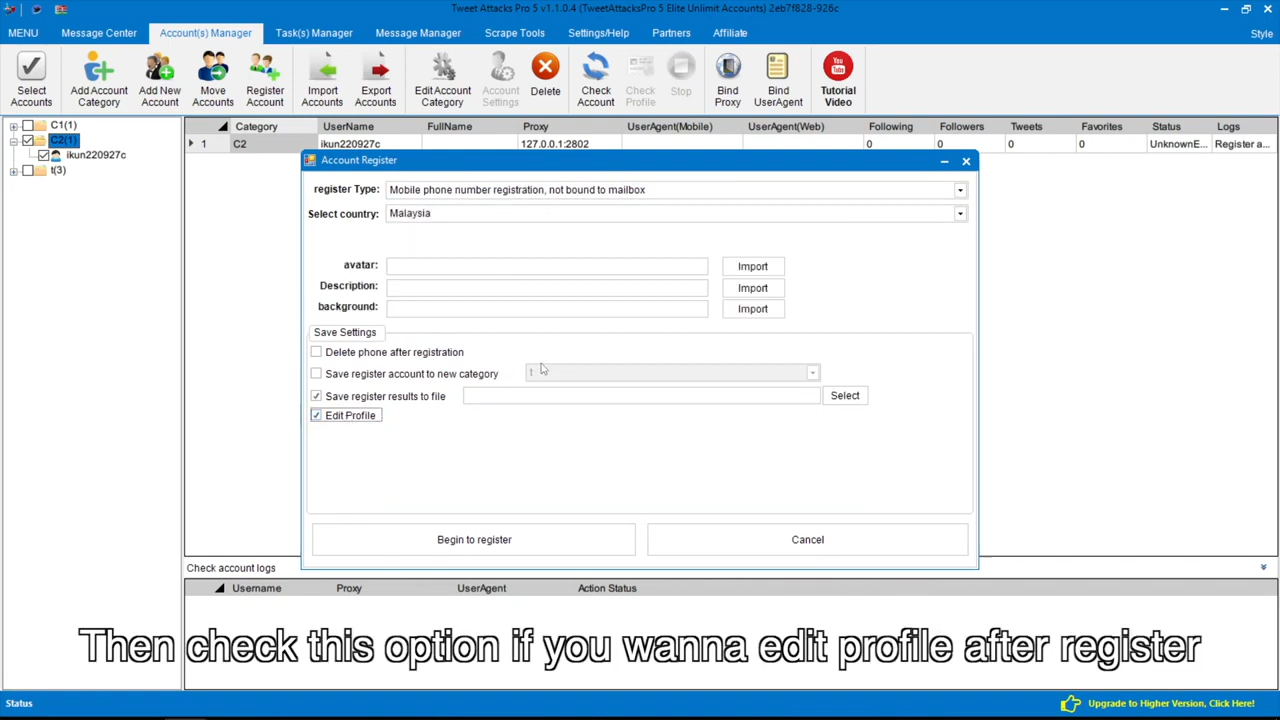 Tweet Attacks Pro 5 v1.1.0.4 (TweetAttacksPro 5 Elite Unlimit Accounts) 2eb7f828-926c
MENU Message Center Account(s) Manager Task(s) Manager Message Manager Scrape Tools Settings/Help Partners Affiliate Style
Select Accounts
Add Account Category
Add New Account
Move Accounts
Register Account
Import Accounts
Export Accounts
Edit Account Category
Account Settings
Delete
Check Account
Check Profile
Stop
Bind Proxy
Bind UserAgent
You Tube
Tutorial Video
C1(1)
C2(1)
ikun220927c
t(3)
Category UserName FullName Proxy UserAgent(Mobile) UserAgent(Web) Following Followers Tweets Favorites Status Logs
1 C2 ikun220927c 127.0.0.1:2802 0 0 0 0 UnknownE... Register a...
Account Register
register Type: Mobile phone number registration, not bound to mailbox
Select country: Malaysia
avatar: Import
Description: Import
background: Import
Save Settings
Delete phone after registration
Save register account to new category t
Save register results to file Select
Edit Profile
Begin to register Cancel
Check account logs
Username Proxy UserAgent Action Status
Then check this option if you wanna edit profile after register
Status Upgrade to Higher Version, Click Here!